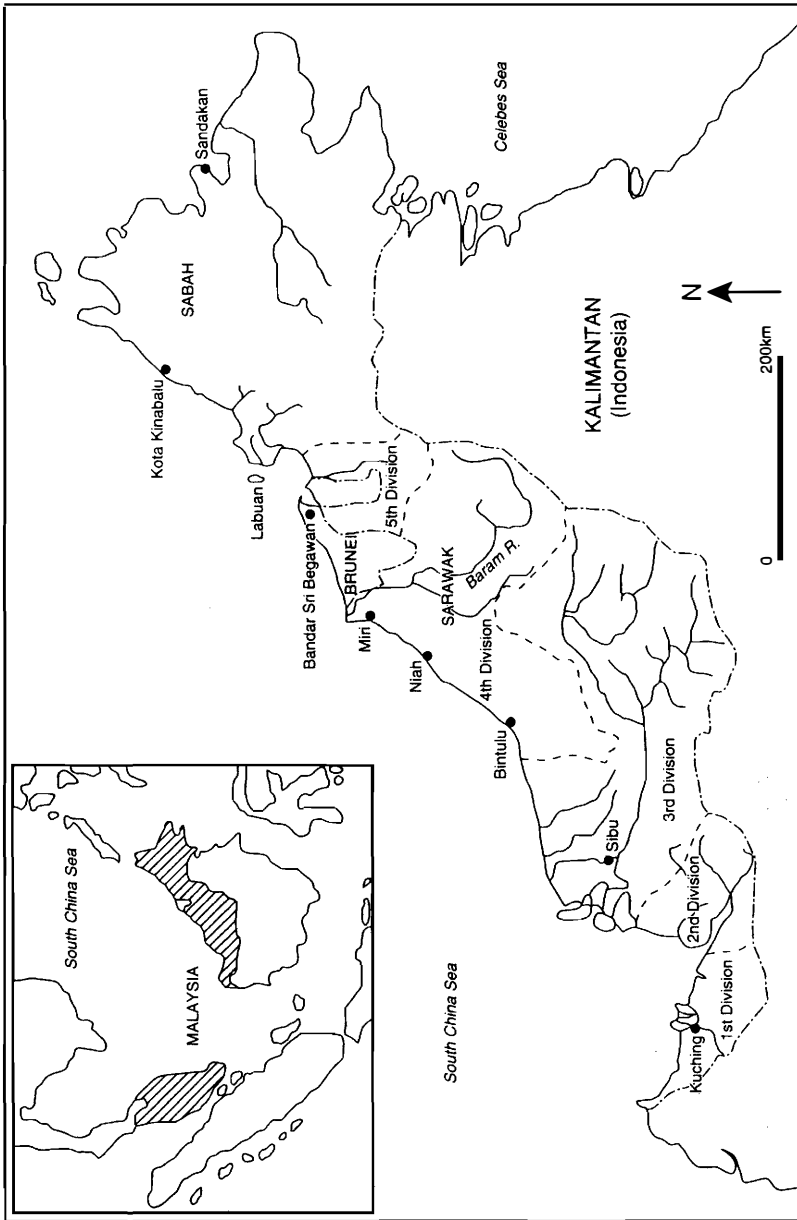 South China Sea
MALAYSIA
South China Sea
Sandakan
SABAH
Kota Kinabalu
Labuan
Celebes Sea
Bandar Sri Begawan
BRUNEI
5th Division
Miri
SARAWAK
Baram R.
Niah
4th Division
Bintulu
KALIMANTAN
(Indonesia)
N
200km
0
Sibu
3rd Division
2nd Division
1st Division
Kuching